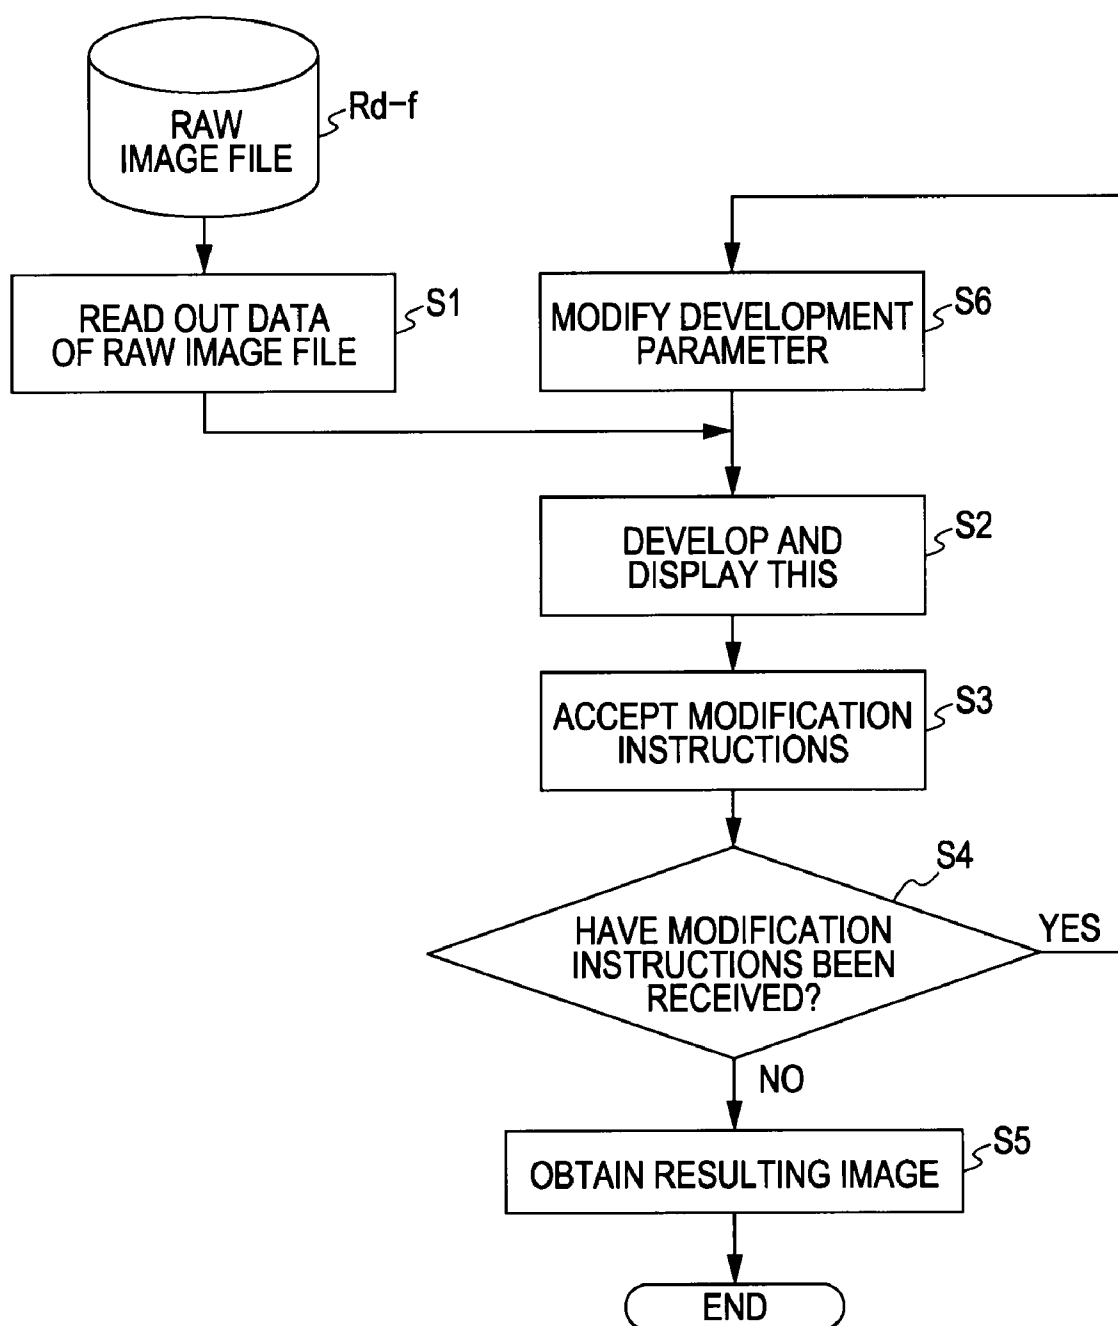 RAW
IMAGE FILE
Rd-f
READ OUT DATA
OF RAW IMAGE FILE
S1
MODIFY DEVELOPMENT
PARAMETER
S6
DEVELOP AND
DISPLAY THIS
S2
ACCEPT MODIFICATION
INSTRUCTIONS
S3
S4
HAVE MODIFICATION
INSTRUCTIONS BEEN
RECEIVED?
YES
NO
OBTAIN RESULTING IMAGE
S5
END